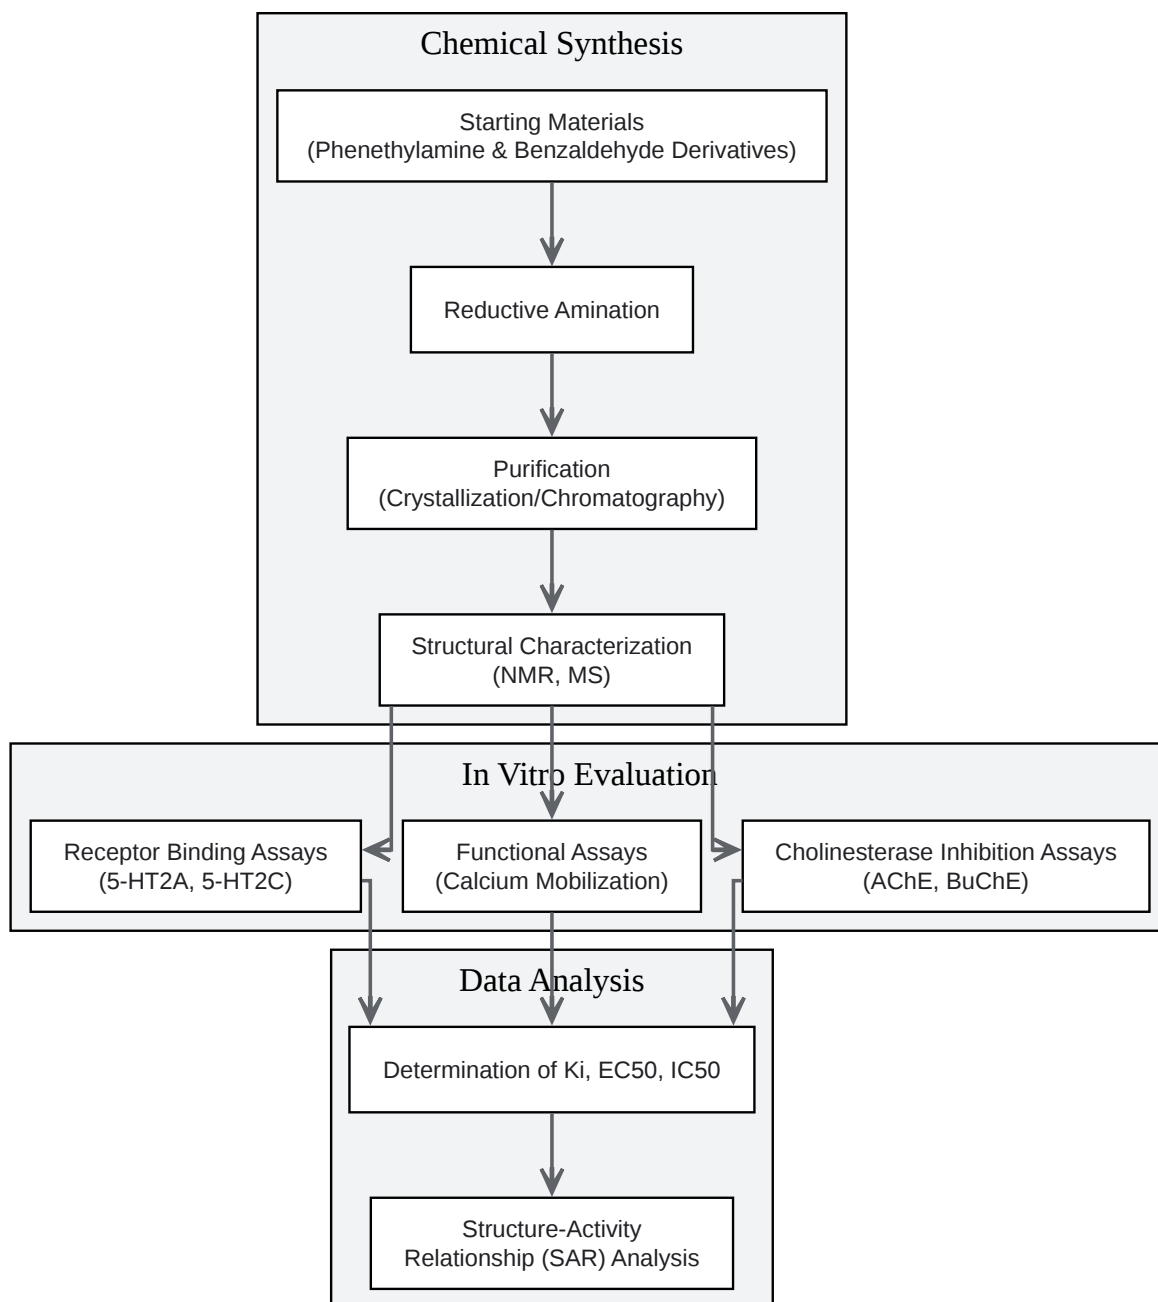 Chemical Synthesis
Starting Materials
(Phenethylamine & Benzaldehyde Derivatives)
Reductive Amination
Purification
(Crystallization/Chromatography)
Structural Characterization
(NMR, MS)
In Vitro Evaluation
Receptor Binding Assays
(5-HT2A, 5-HT2C)
Functional Assays
(Calcium Mobilization)
Cholinesterase Inhibition Assays
(AChE, BuChE)
Data Analysis
Determination of Ki, EC50, IC50
Structure-Activity
Relationship (SAR) Analysis